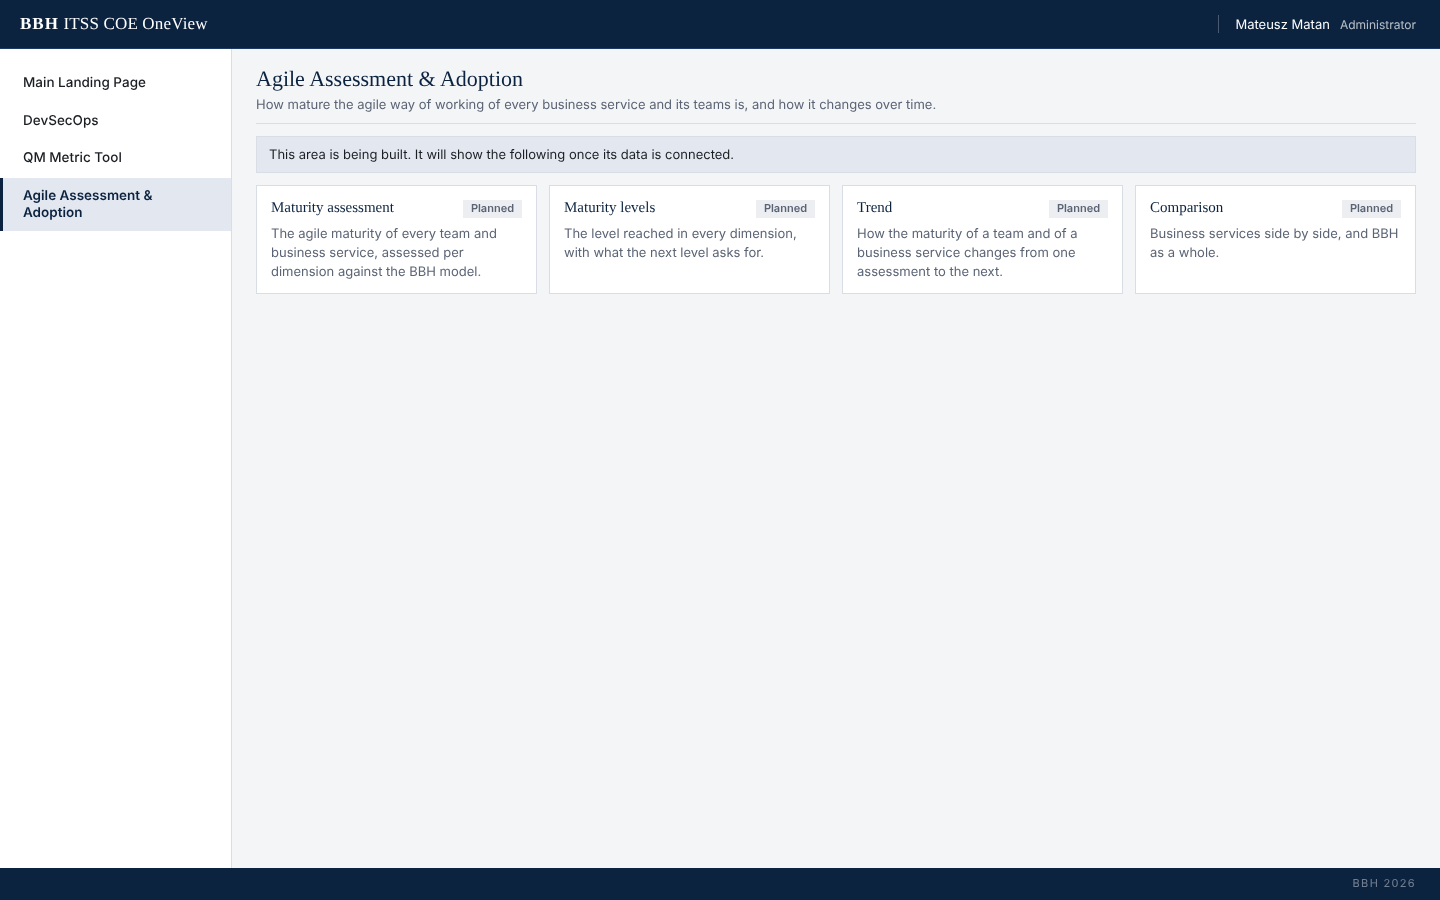 BBH ITSS COE OneView
Mateusz Matan Administrator
Main Landing Page
DevSecOps
QM Metric Tool
Agile Assessment &
Adoption
Agile Assessment & Adoption
How mature the agile way of working of every business service and its teams is, and how it changes over time.
This area is being built. It will show the following once its data is connected.
Maturity assessment
Planned
The agile maturity of every team and
business service, assessed per
dimension against the BBH model.
Maturity levels
Planned
The level reached in every dimension,
with what the next level asks for.
Trend
Planned
How the maturity of a team and of a
business service changes from one
assessment to the next.
Comparison
Planned
Business services side by side, and BBH
as a whole.
BBH 2026